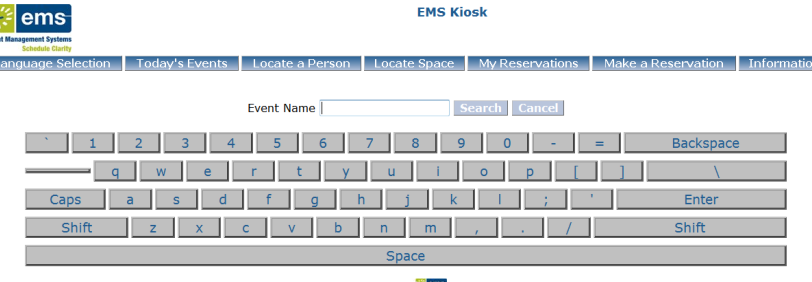 ems
EMS Kiosk
Management Systems
Schedule Clarity
anguage Selection Today's Events Locate a Person Locate Space My Reservations Make a Reservation Informatio
Event Name Search Cancel
` 1 2 3 4 5 6 7 8 9 0 - = Backspace
q w e r t y u i o p [ ] \
Caps a s d f g h j k l ; ' Enter
Shift z x c v b n m , . / Shift
Space